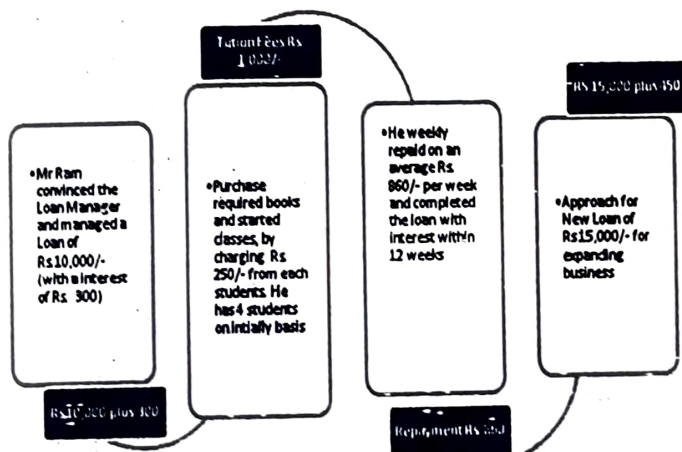 •Mr Ram
convinced the
Loan Manager
and managed a
Loan of
Rs.10,000/-
(with a interest
of Rs. 300)
Rs10,000 plus 300
Tution Fees Rs
1,000/-
•Purchase
required books
and started
classes, by
charging Rs.
250/- from each
students. He
has 4 students
on intially basis
•He weekly
repaid on an
average Rs.
860/- per week
and completed
the loan with
interest within
12 weeks
Repayment Rs 860
RS 15,000 plus 450
•Approach for
New Loan of
Rs15,000/- for
expanding
business